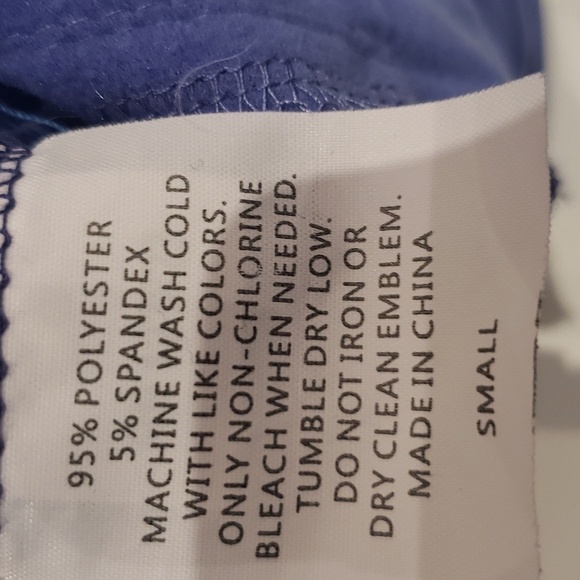 95% POLYESTER
5% SPANDEX
MACHINE WASH COLD
WITH LIKE COLORS.
ONLY NON-CHLORINE
BLEACH WHEN NEEDED.
TUMBLE DRY LOW.
DO NOT IRON OR
DRY CLEAN EMBLEM.
MADE IN CHINA
SMALL